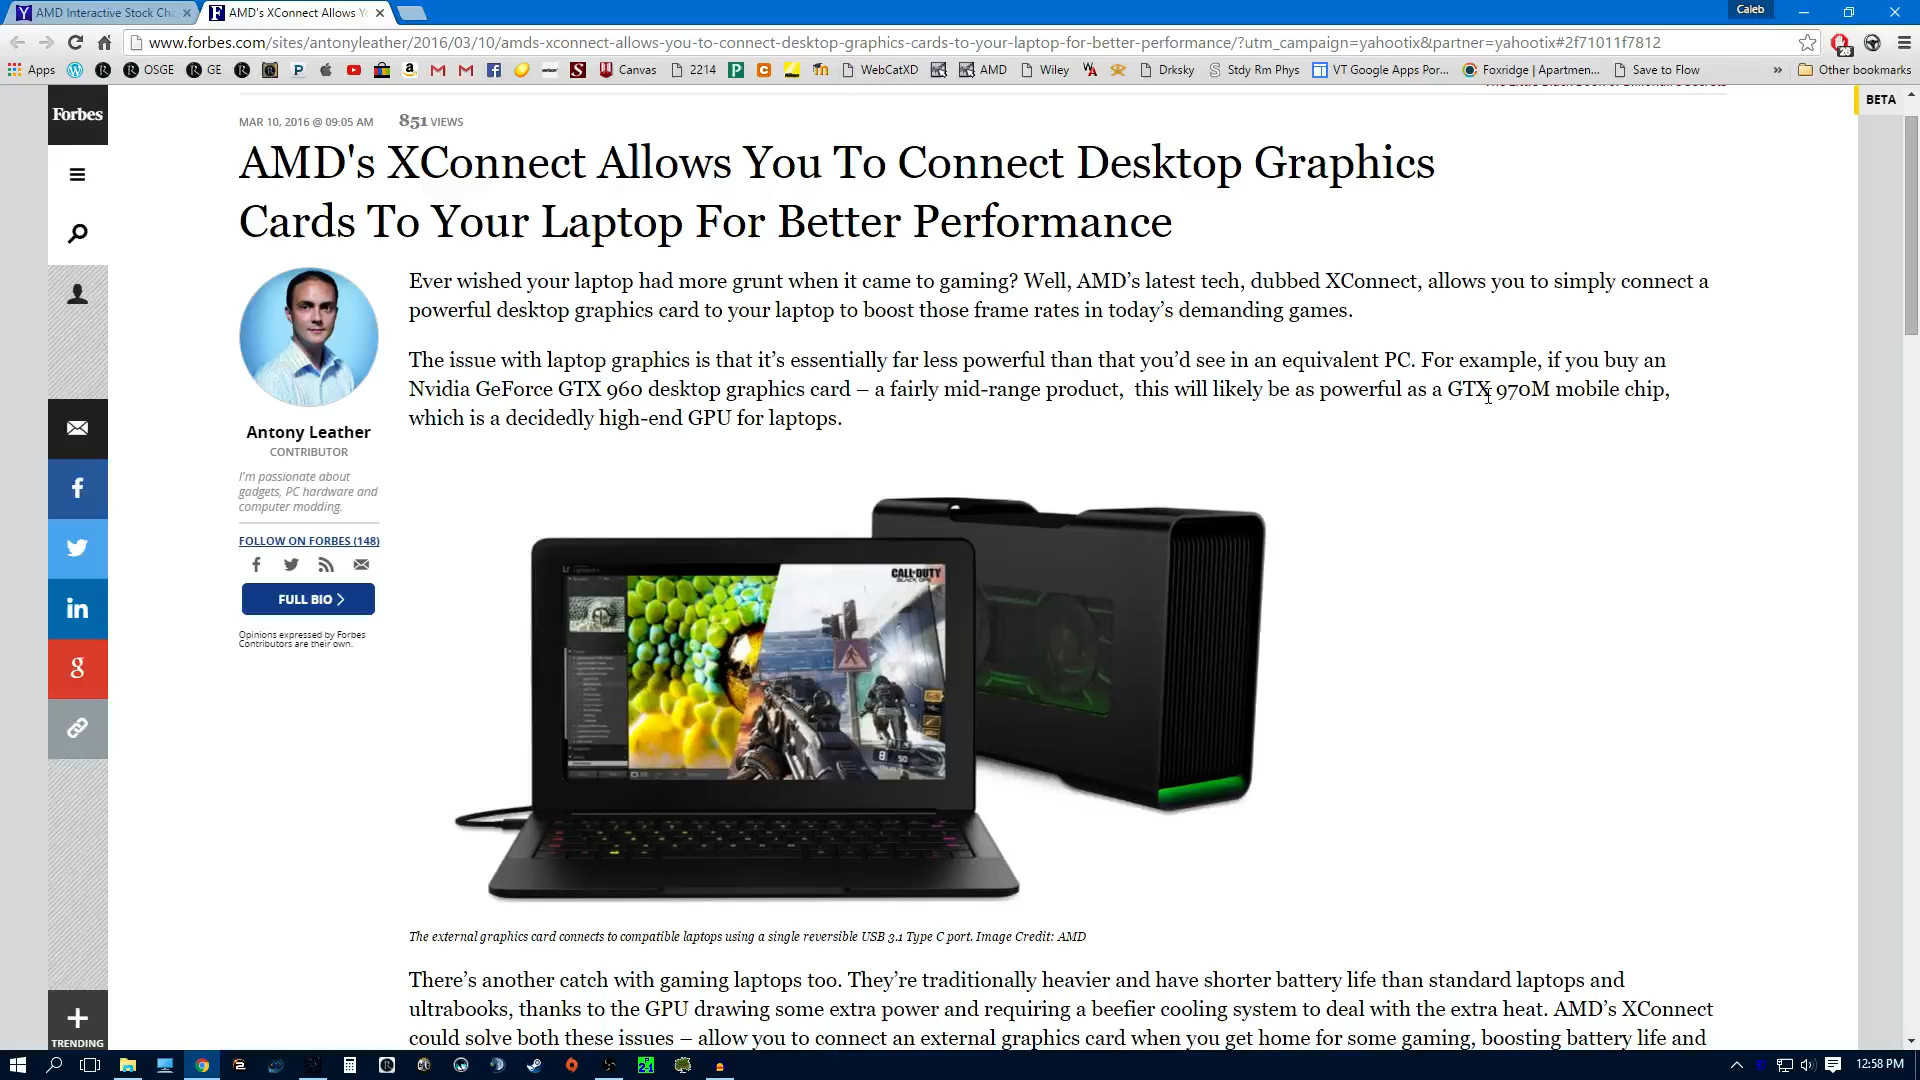 AMD Interactive Stock Cha
AMD's XConnect Allows Yo
Caleb
www.forbes.com/sites/antonyleather/2016/03/10/amds-xconnect-allows-you-to-connect-desktop-graphics-cards-to-your-laptop-for-better-performance/?utm_campaign=yahootix&partner=yahootix#2f71011f7812
Apps OSGE GE Canvas 2214 WebCatXD AMD Wiley Drksky Stdy Rm Phys VT Google Apps Por... Foxridge | Apartmen... Save to Flow » Other bookmarks
Forbes
BETA
MAR 10, 2016 @ 09:05 AM 851 VIEWS
AMD's XConnect Allows You To Connect Desktop Graphics
Cards To Your Laptop For Better Performance
Antony Leather
CONTRIBUTOR
I'm passionate about
gadgets, PC hardware and
computer modding.
FOLLOW ON FORBES (148)
FULL BIO
Opinions expressed by Forbes
Contributors are their own.
Ever wished your laptop had more grunt when it came to gaming? Well, AMD’s latest tech, dubbed XConnect, allows you to simply connect a
powerful desktop graphics card to your laptop to boost those frame rates in today’s demanding games.
The issue with laptop graphics is that it’s essentially far less powerful than that you’d see in an equivalent PC. For example, if you buy an
Nvidia GeForce GTX 960 desktop graphics card – a fairly mid-range product, this will likely be as powerful as a GTX 970M mobile chip,
which is a decidedly high-end GPU for laptops.
CALL·DUTY
BLACK OPS
The external graphics card connects to compatible laptops using a single reversible USB 3.1 Type C port. Image Credit: AMD
There’s another catch with gaming laptops too. They’re traditionally heavier and have shorter battery life than standard laptops and
ultrabooks, thanks to the GPU drawing some extra power and requiring a beefier cooling system to deal with the extra heat. AMD’s XConnect
could solve both these issues – allow you to connect an external graphics card when you get home for some gaming, boosting battery life and
TRENDING
12:58 PM